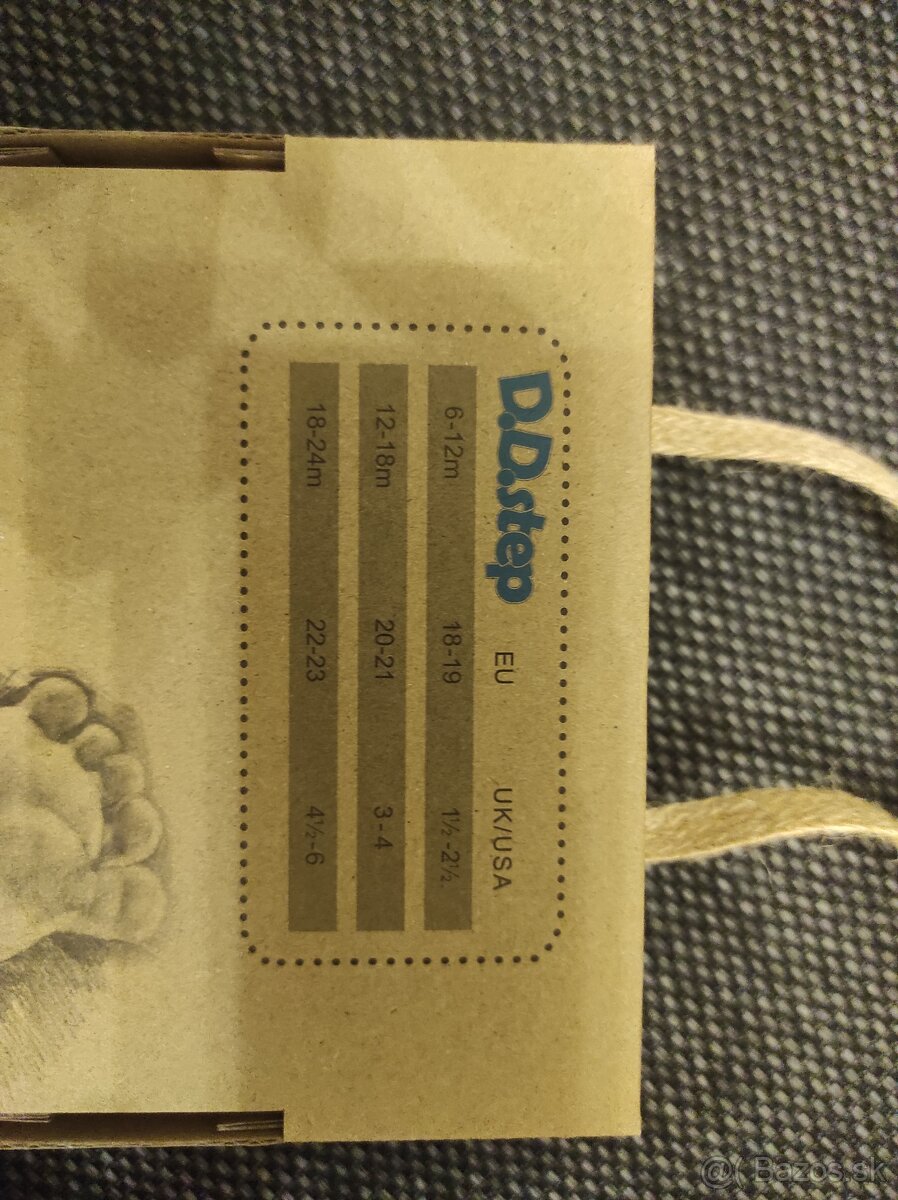 D.D.step EU UK/USA
6-12m 18-19 1½-2½.
12-18m 20-21 3-4
18-24m 22-23 4½-6
@( Bazos.sk